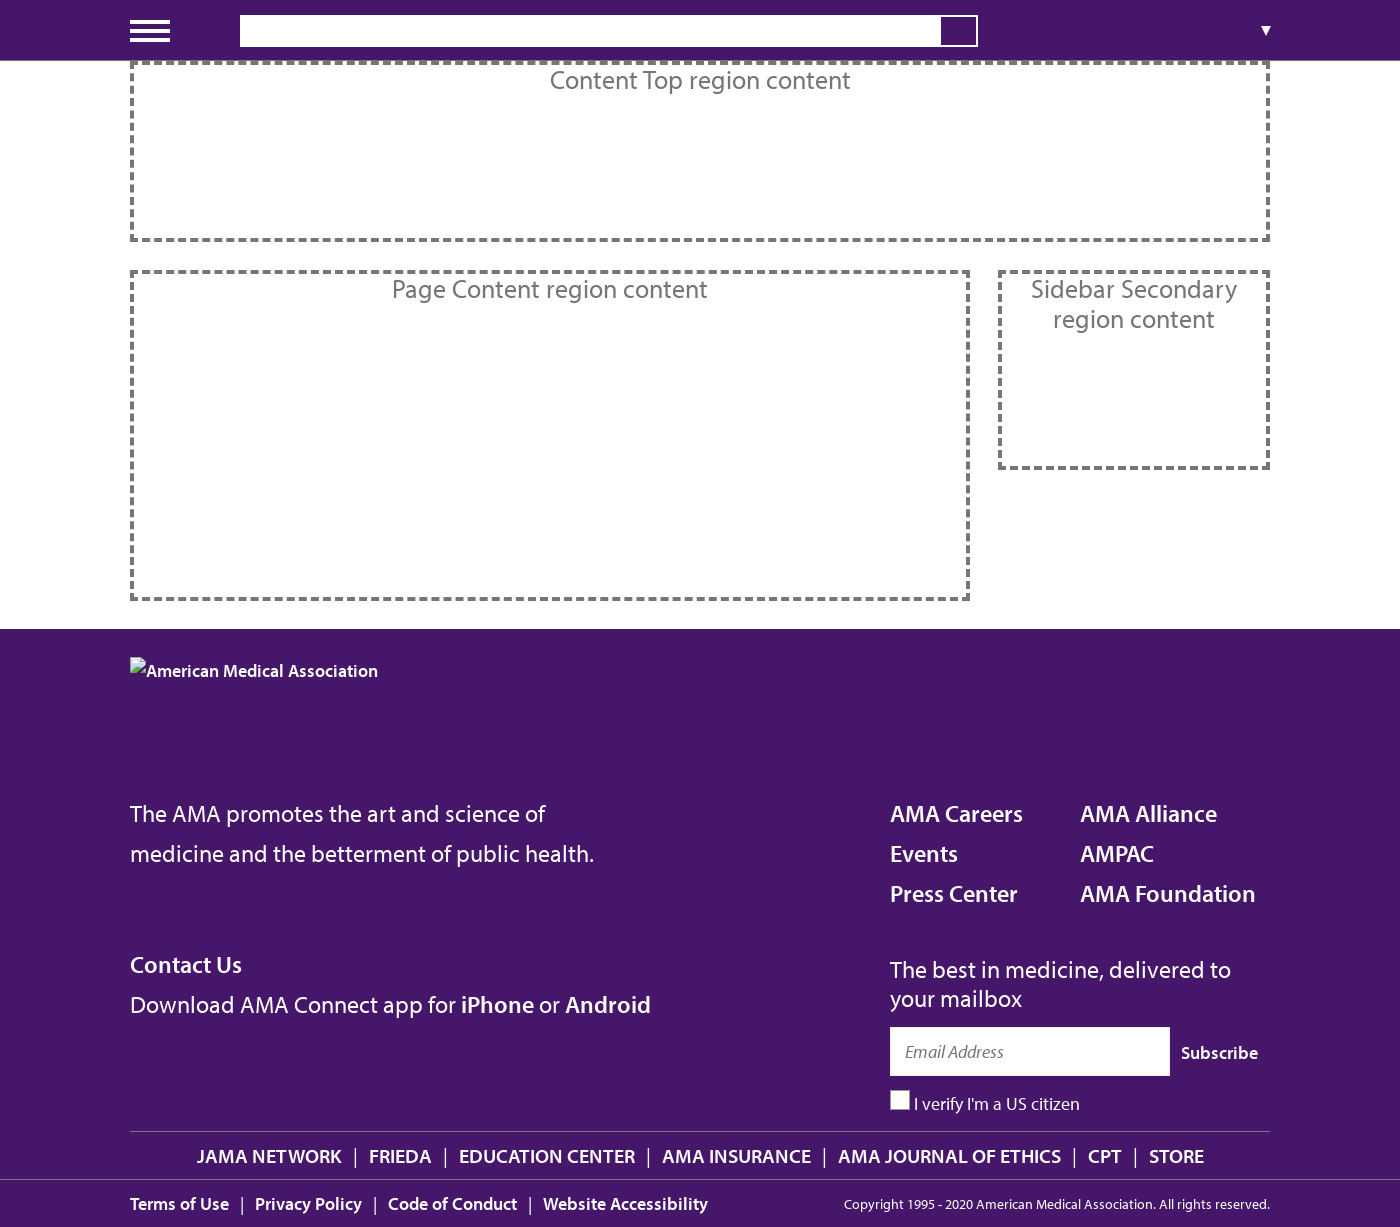 ▼
Content Top region content
Page Content region content
Sidebar Secondary
region content
American Medical Association
The AMA promotes the art and science of
medicine and the betterment of public health.
AMA Careers
Events
Press Center
AMA Alliance
AMPAC
AMA Foundation
Contact Us
Download AMA Connect app for iPhone or Android
The best in medicine, delivered to
your mailbox
Email Address
Subscribe
I verify I'm a US citizen
JAMA NETWORK | FRIEDA | EDUCATION CENTER | AMA INSURANCE | AMA JOURNAL OF ETHICS | CPT | STORE
Terms of Use | Privacy Policy | Code of Conduct | Website Accessibility
Copyright 1995 - 2020 American Medical Association. All rights reserved.